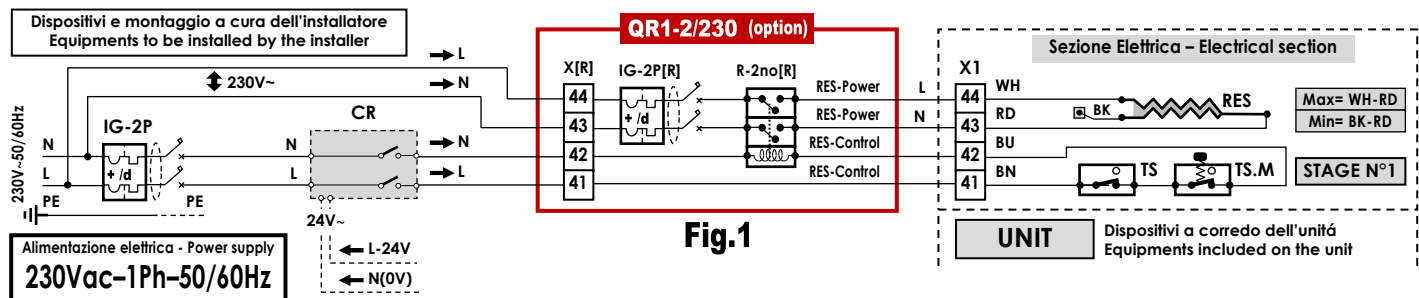 Dispositivi e montaggio a cura dell'installatore
Equipments to be installed by the installer
L
230V~
N
230V~50/60Hz
IG-2P
+ /d
N
L
PE
PE
CR
N
L
N
L
24V~
L-24V
N(0V)
Alimentazione elettrica - Power supply
230Vac–1Ph–50/60Hz
QR1-2/230 (option)
X[R]
IG-2P[R]
R-2no[R]
44
43
42
41
+ /d
RES-Power
RES-Power
RES-Control
RES-Control
Fig.1
L
N
Sezione Elettrica – Electrical section
X1
44
43
42
41
WH
RD
BU
BN
BK
RES
Max= WH-RD
Min= BK-RD
TS
TS.M
STAGE N°1
UNIT
Dispositivi a corredo dell'unitá
Equipments included on the unit